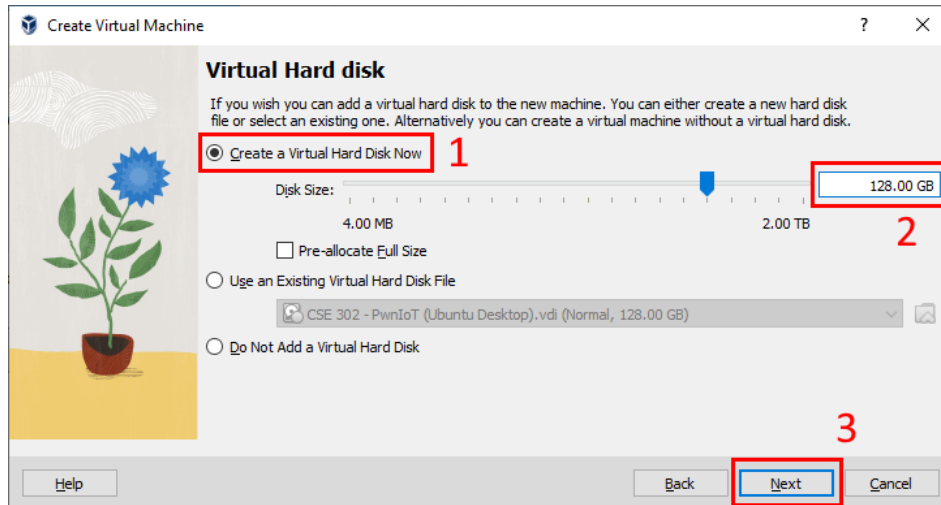 Create Virtual Machine
?
Virtual Hard disk
If you wish you can add a virtual hard disk to the new machine. You can either create a new hard disk
file or select an existing one. Alternatively you can create a virtual machine without a virtual hard disk.
Create a Virtual Hard Disk Now 1
Disk Size: 128.00 GB
4.00 MB 2.00 TB 2
Pre-allocate Full Size
Use an Existing Virtual Hard Disk File
CSE 302 - PwnIoT (Ubuntu Desktop).vdi (Normal, 128.00 GB)
Do Not Add a Virtual Hard Disk
3
Help Back Next Cancel